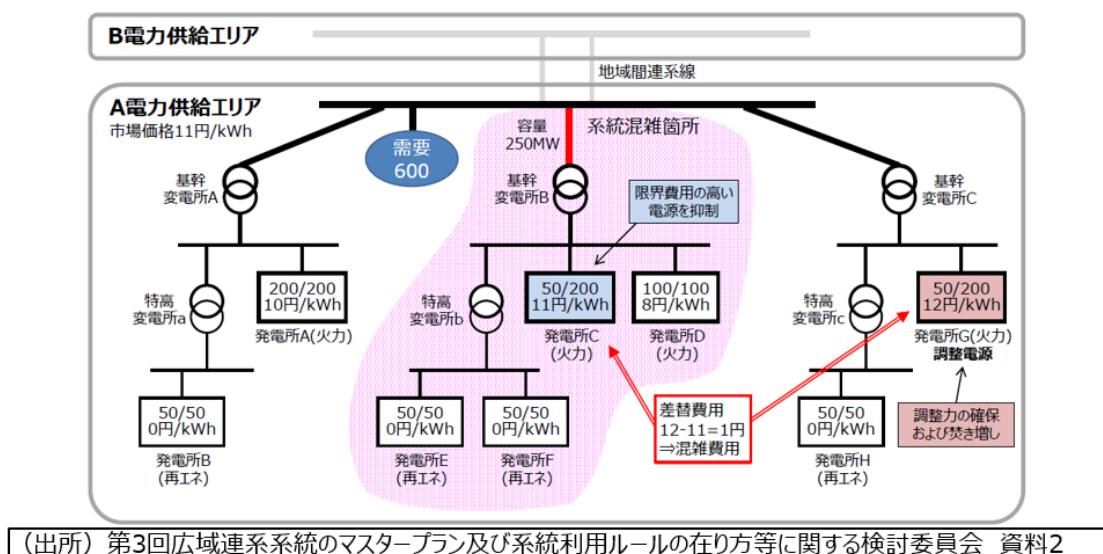 B電力供給エリア
地域間連系線
A電力供給エリア
市場価格11円/kWh
需要
600
容量
250MW
系統混雑箇所
基幹
変電所A
基幹
変電所B
限界費用の高い
電源を抑制
基幹
変電所C
特高
変電所a
200/200
10円/kWh
発電所A(火力)
特高
変電所b
50/200
11円/kWh
発電所C
(火力)
100/100
8円/kWh
発電所D
(火力)
特高
変電所c
50/200
12円/kWh
発電所G(火力)
調整電源
50/50
0円/kWh
発電所B
(再エネ)
50/50
0円/kWh
発電所E
(再エネ)
50/50
0円/kWh
発電所F
(再エネ)
差替費用
12-11=1円
⇒混雑費用
50/50
0円/kWh
発電所H
(再エネ)
調整力の確保
および焚き増し
（出所）第3回広域連系系統のマスタープラン及び系統利用ルールの在り方等に関する検討委員会 資料2